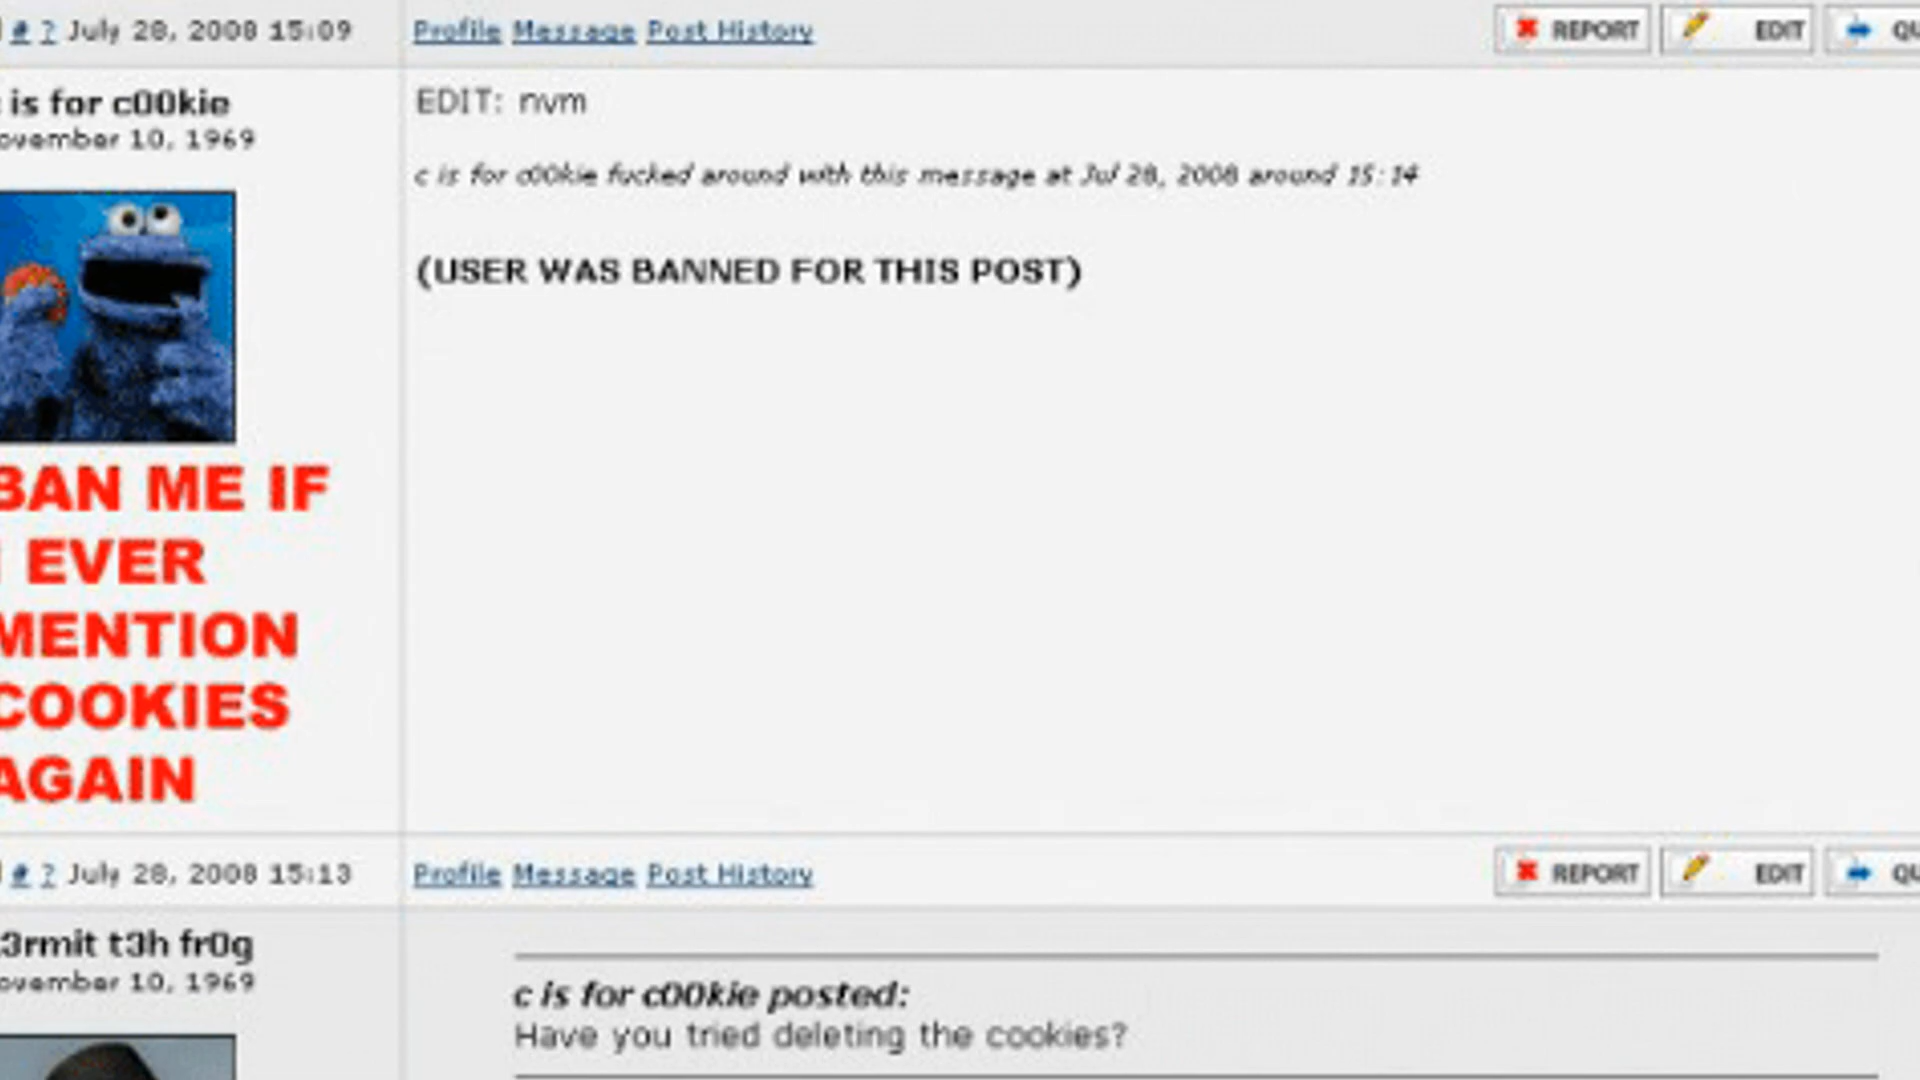 # ? July 28, 2008 15:09 Profile Message Post History REPORT EDIT QU
is for c00kie
ovember 10, 1969
EDIT: nvm
c is for c00kie fucked around with this message at Jul 28, 2008 around 15:14
(USER WAS BANNED FOR THIS POST)
BAN ME IF
I EVER
MENTION
COOKIES
AGAIN
# ? July 28, 2008 15:13 Profile Message Post History REPORT EDIT QU
3rmit t3h fr0g
ovember 10, 1969
c is for c00kie posted:
Have you tried deleting the cookies?